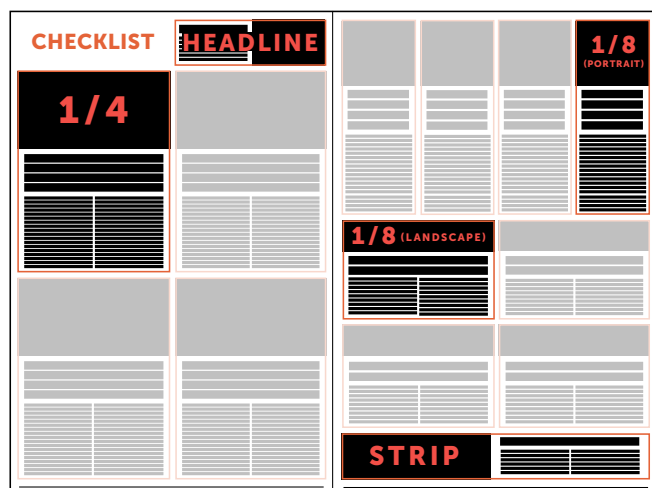 CHECKLIST
HEADLINE
1/4
1/8
(PORTRAIT)
1/8 (LANDSCAPE)
STRIP